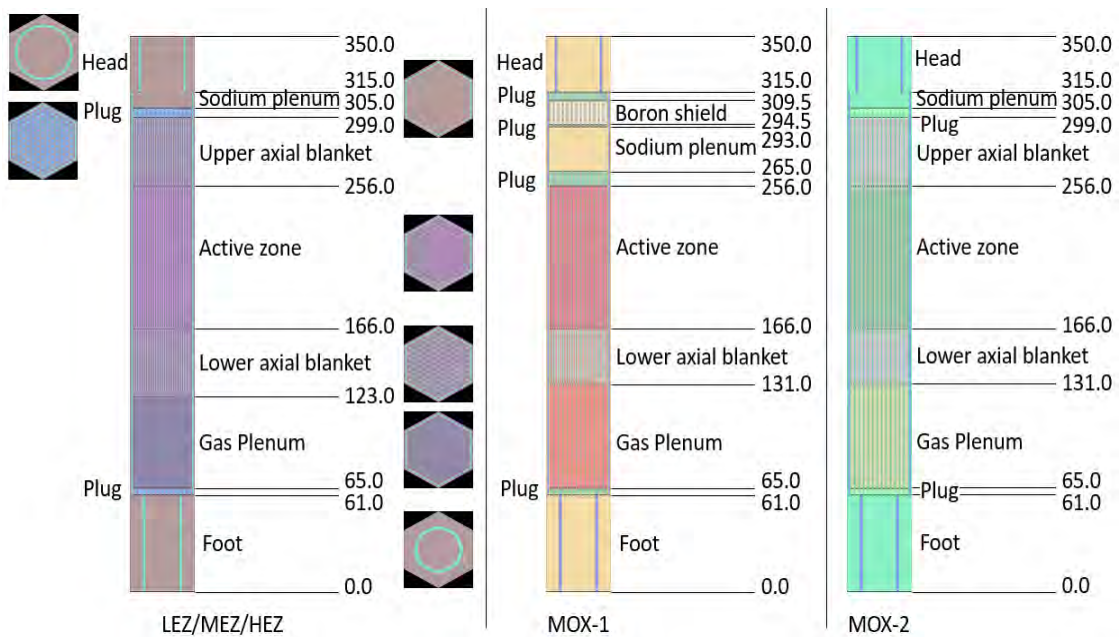 Head
350.0
315.0
Sodium plenum
305.0
Plug
299.0
Upper axial blanket
256.0
Active zone
166.0
Lower axial blanket
123.0
Gas Plenum
65.0
Plug
61.0
Foot
0.0
LEZ/MEZ/HEZ
Head
350.0
315.0
Plug
309.5
Boron shield
294.5
Plug
293.0
Sodium plenum
265.0
Plug
256.0
Active zone
166.0
Lower axial blanket
131.0
Gas Plenum
65.0
Plug
61.0
Foot
0.0
MOX-1
350.0
Head
315.0
Sodium plenum
305.0
Plug
299.0
Upper axial blanket
256.0
Active zone
166.0
Lower axial blanket
131.0
Gas Plenum
65.0
Plug
61.0
Foot
0.0
MOX-2